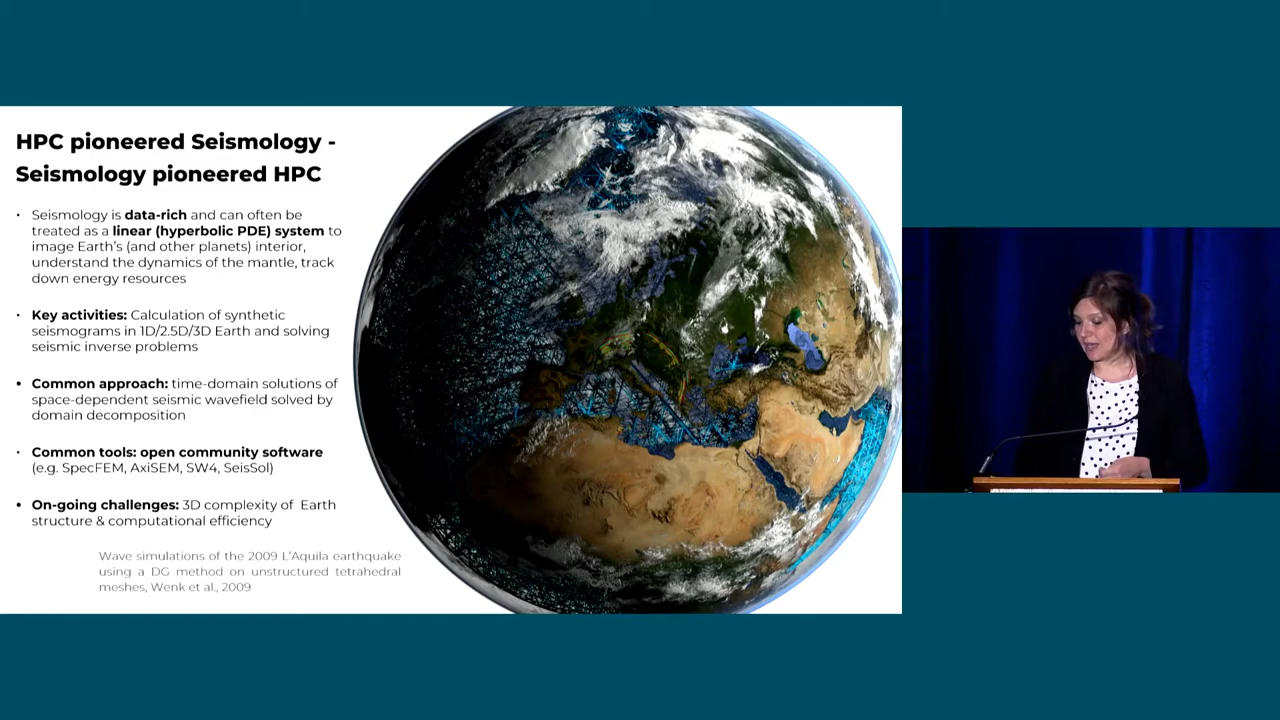 HPC pioneered Seismology -
Seismology pioneered HPC
• Seismology is data-rich and can often be
treated as a linear (hyperbolic PDE) system to
image Earth's (and other planets) interior,
understand the dynamics of the mantle, track
down energy resources
• Key activities: Calculation of synthetic
seismograms in 1D/2.5D/3D Earth and solving
seismic inverse problems
• Common approach: time-domain solutions of
space-dependent seismic wavefield solved by
domain decomposition
• Common tools: open community software
(e.g. SpecFEM, AxiSEM, SW4, SeisSol)
• On-going challenges: 3D complexity of Earth
structure & computational efficiency
Wave simulations of the 2009 L'Aquila earthquake
using a DG method on unstructured tetrahedral
meshes, Wenk et al., 2009